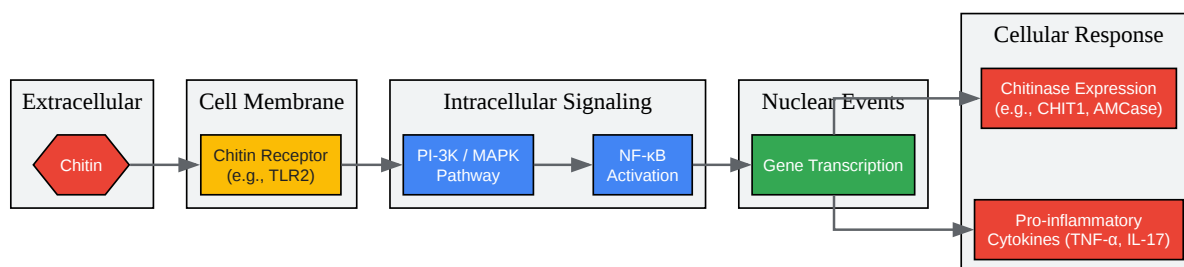 Extracellular
Chitin
Cell Membrane
Chitin Receptor
(e.g., TLR2)
Intracellular Signaling
PI-3K / MAPK
Pathway
NF-κB
Activation
Nuclear Events
Gene Transcription
Cellular Response
Chitinase Expression
(e.g., CHIT1, AMCase)
Pro-inflammatory
Cytokines (TNF-α, IL-17)